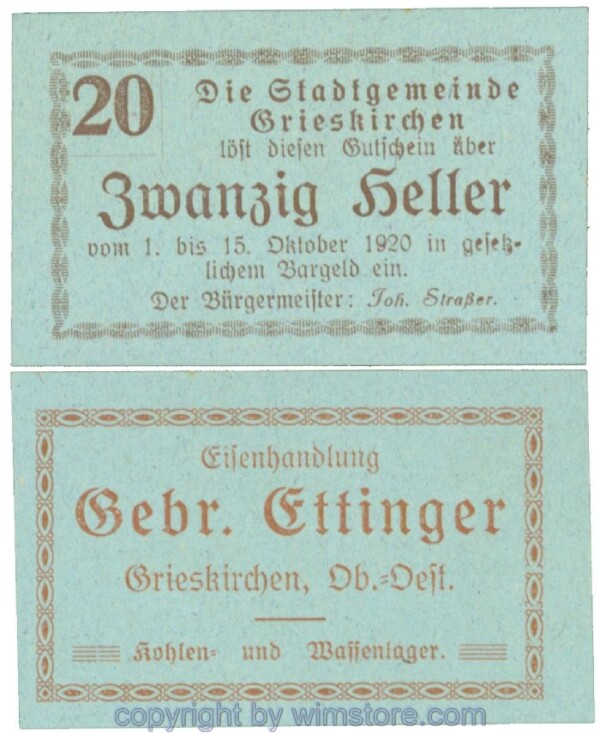 20
Die Stadtgemeinde
Grieskirchen
löst diesen Gutschein über
Zwanzig Heller
vom 1. bis 15. Oktober 1920 in gesetz-
lichem Bargeld ein.
Der Bürgermeister: Joh. Straßer.
Eisenhandlung
Gebr. Ettinger
Grieskirchen, Ob.-Oest.
Kohlen- und Waffenlager.
copyright by wimstore.com